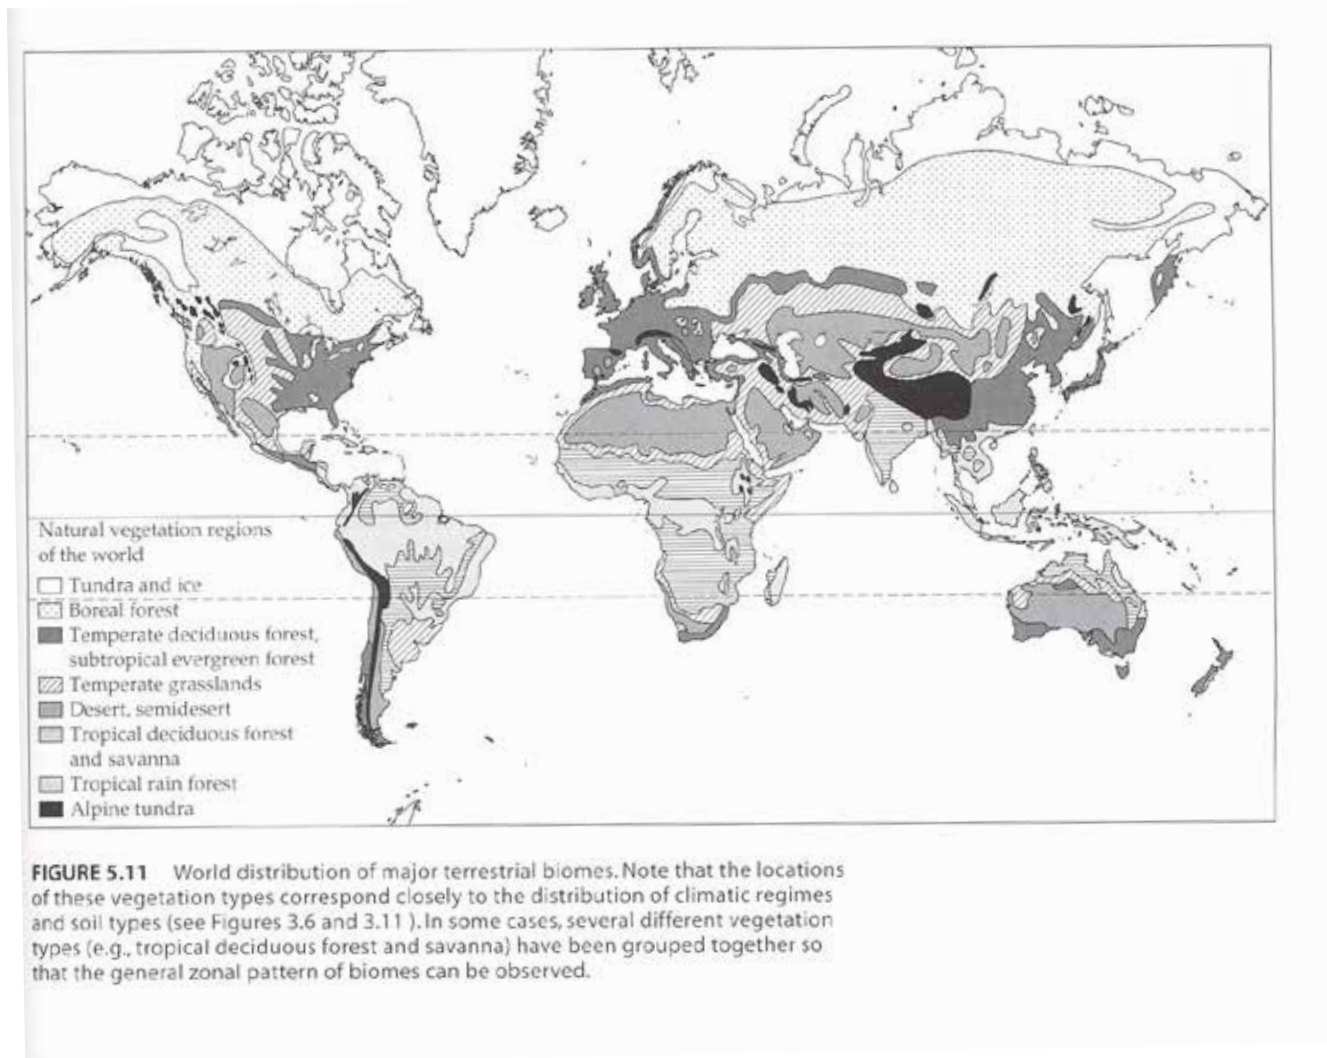 Natural vegetation regions
of the world
Tundra and ice
Boreal forest
Temperate deciduous forest,
subtropical evergreen forest
Temperate grasslands
Desert, semidesert
Tropical deciduous forest
and savanna
Tropical rain forest
Alpine tundra
FIGURE 5.11 World distribution of major terrestrial biomes. Note that the locations
of these vegetation types correspond closely to the distribution of climatic regimes
and soil types (see Figures 3.6 and 3.11 ). In some cases, several different vegetation
types (e.g., tropical deciduous forest and savanna) have been grouped together so
that the general zonal pattern of biomes can be observed.